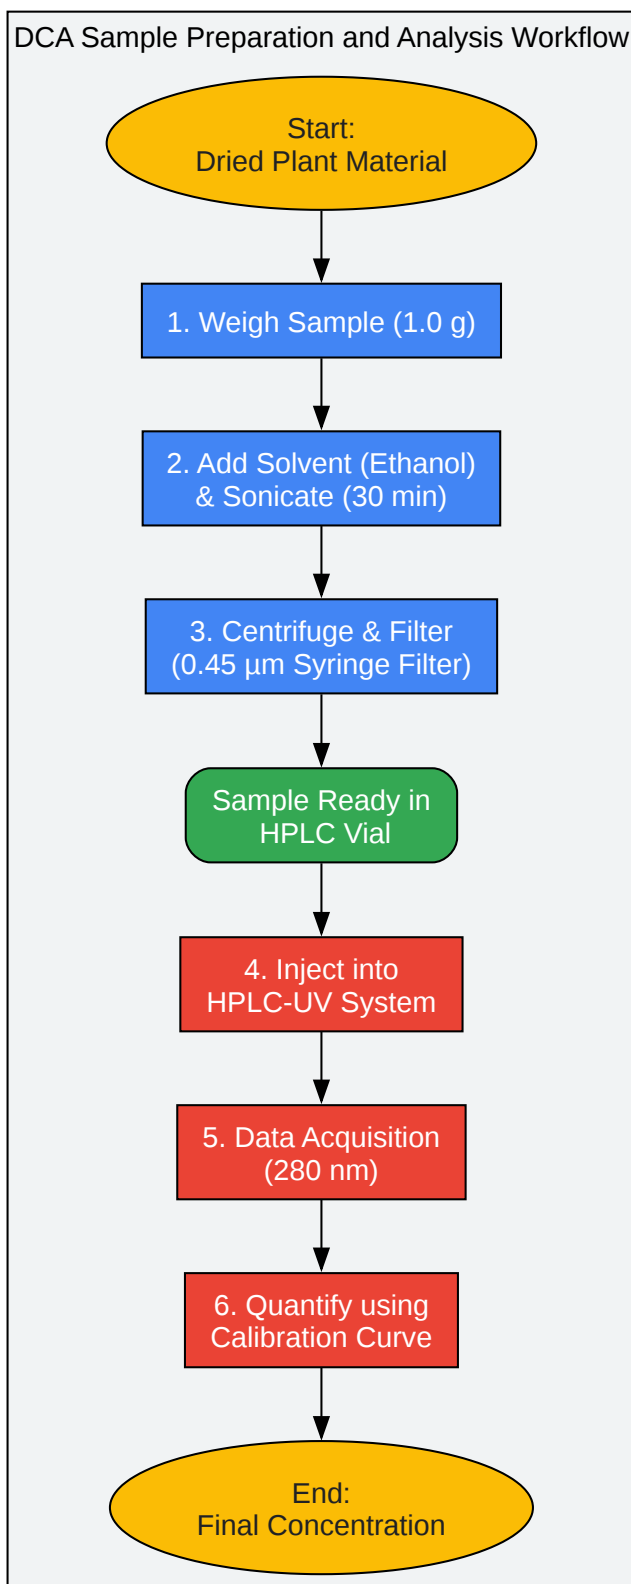 DCA Sample Preparation and Analysis Workflow
Start:
Dried Plant Material
1. Weigh Sample (1.0 g)
2. Add Solvent (Ethanol)
& Sonicate (30 min)
3. Centrifuge & Filter
(0.45 µm Syringe Filter)
Sample Ready in
HPLC Vial
4. Inject into
HPLC-UV System
5. Data Acquisition
(280 nm)
6. Quantify using
Calibration Curve
End:
Final Concentration